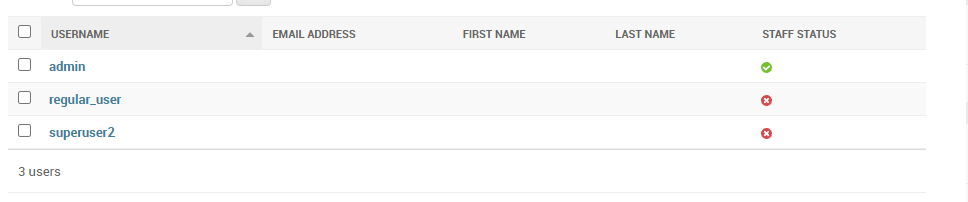 USERNAME EMAIL ADDRESS FIRST NAME LAST NAME STAFF STATUS
admin
regular_user
superuser2
3 users